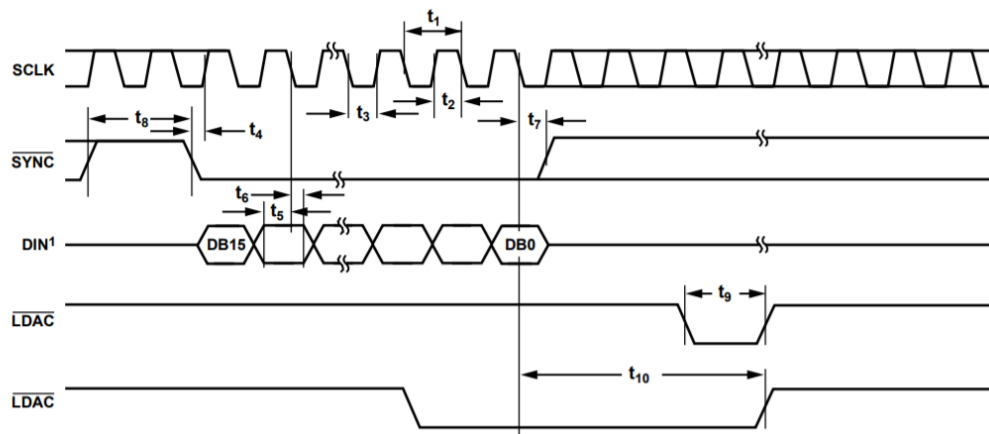 t1
SCLK
t2
t3
t8
t4
t7
SYNC
t6
t5
DIN1
DB15
DB0
t9
LDAC
t10
LDAC